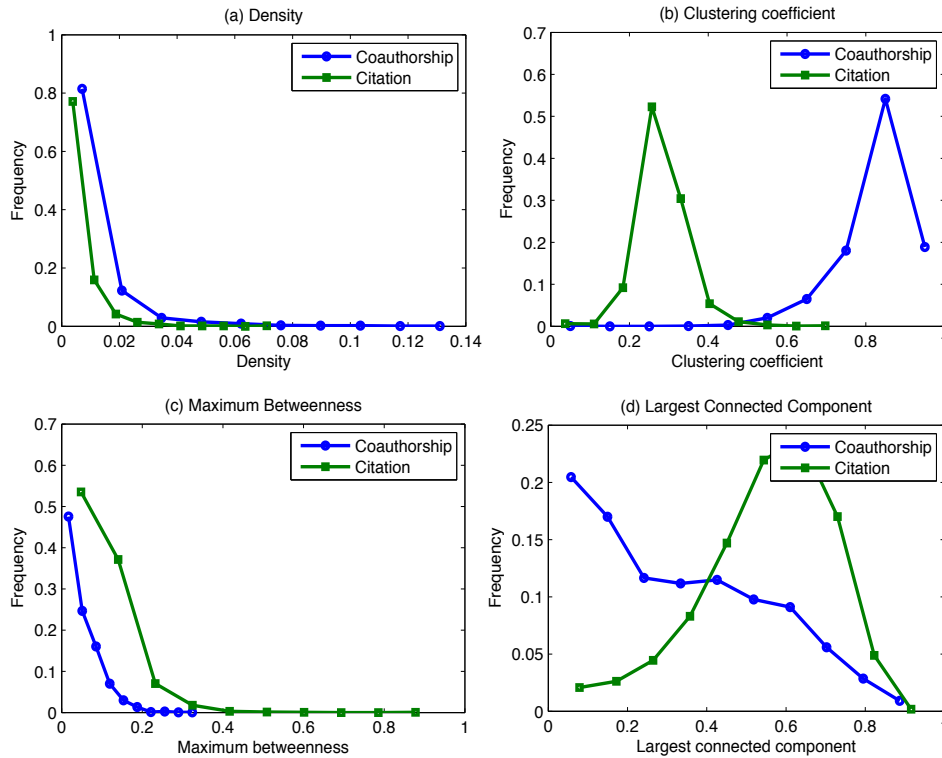 (a) Density
1
0.8
0.6
0.4
0.2
0
Frequency
0 0.02 0.04 0.06 0.08 0.1 0.12 0.14
Density
Coauthorship
Citation
(b) Clustering coefficient
0.7
0.6
0.5
0.4
0.3
0.2
0.1
0
Frequency
0.2 0.4 0.6 0.8 1
Clustering coefficient
Coauthorship
Citation
(c) Maximum Betweenness
0.7
0.6
0.5
0.4
0.3
0.2
0.1
0
Frequency
0 0.2 0.4 0.6 0.8 1
Maximum betweenness
Coauthorship
Citation
(d) Largest Connected Component
0.25
0.2
0.15
0.1
0.05
0
Frequency
0 0.2 0.4 0.6 0.8 1
Largest connected component
Coauthorship
Citation